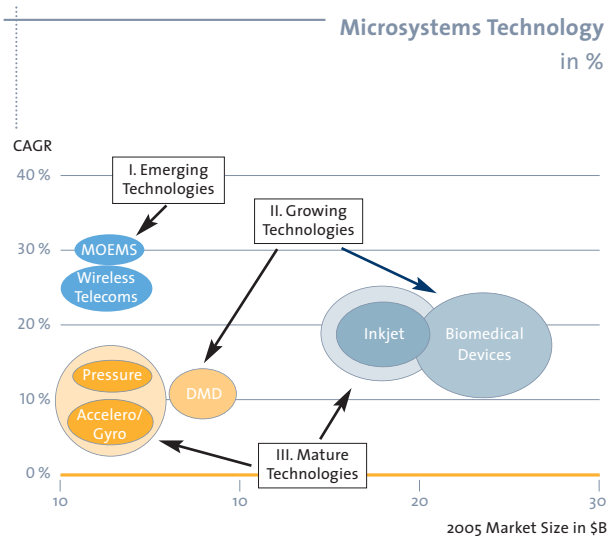 Microsystems Technology
in %
CAGR
40 %
I. Emerging
Technologies
II. Growing
Technologies
30 %
MOEMS
Wireless
Telecoms
20 %
Inkjet
Biomedical
Devices
Pressure
DMD
10 %
Accelero/
Gyro
III. Mature
Technologies
0 %
10
10
20
30
2005 Market Size in $B